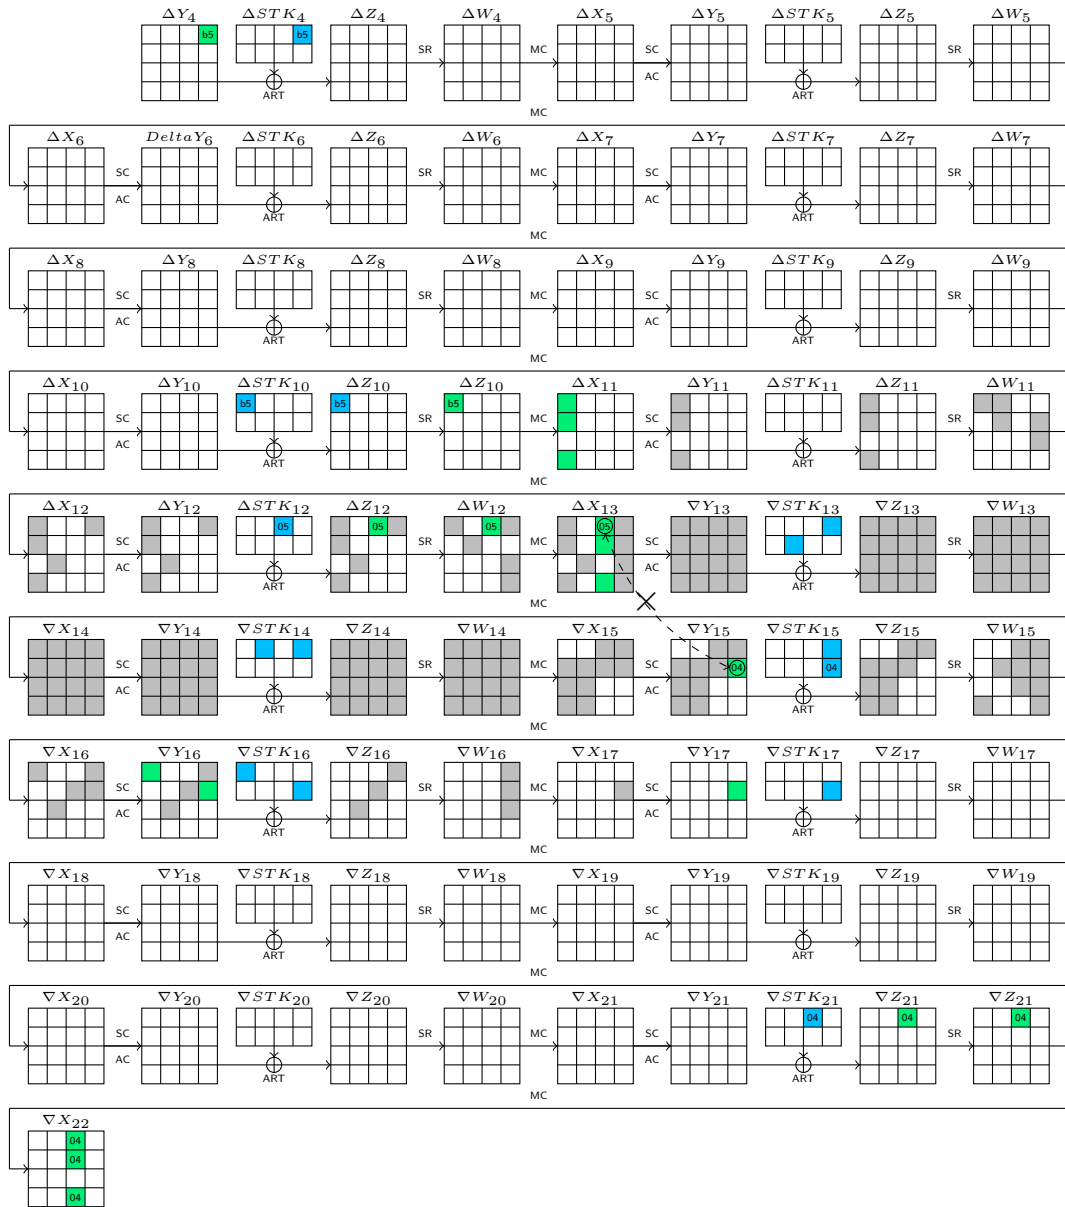 ΔY₄ ΔSTK₄ ΔZ₄ ΔW₄ ΔX₅ ΔY₅ ΔSTK₅ ΔZ₅ ΔW₅
b5 b5
SR MC SC SR
AC
ART ART
MC
ΔX₆ DeltaY₆ ΔSTK₆ ΔZ₆ ΔW₆ ΔX₇ ΔY₇ ΔSTK₇ ΔZ₇ ΔW₇
SC SR MC SC SR
AC AC
ART ART
MC
ΔX₈ ΔY₈ ΔSTK₈ ΔZ₈ ΔW₈ ΔX₉ ΔY₉ ΔSTK₉ ΔZ₉ ΔW₉
SC SR MC SC SR
AC AC
ART ART
MC
ΔX₁₀ ΔY₁₀ ΔSTK₁₀ ΔZ₁₀ ΔZ₁₀ ΔX₁₁ ΔY₁₁ ΔSTK₁₁ ΔZ₁₁ ΔW₁₁
b5 b5 b5
SC SR MC SC SR
AC AC
ART ART
MC
ΔX₁₂ ΔY₁₂ ΔSTK₁₂ ΔZ₁₂ ΔW₁₂ ΔX₁₃ ∇Y₁₃ ∇STK₁₃ ∇Z₁₃ ∇W₁₃
05 05 05 05
SC SR MC SC SR
AC AC
ART ART
MC
∇X₁₄ ∇Y₁₄ ∇STK₁₄ ∇Z₁₄ ∇W₁₄ ∇X₁₅ ∇Y₁₅ ∇STK₁₅ ∇Z₁₅ ∇W₁₅
SC SR MC SC 04 04 SR
AC AC
ART ART
MC
∇X₁₆ ∇Y₁₆ ∇STK₁₆ ∇Z₁₆ ∇W₁₆ ∇X₁₇ ∇Y₁₇ ∇STK₁₇ ∇Z₁₇ ∇W₁₇
SC SR MC SC SR
AC AC
ART ART
MC
∇X₁₈ ∇Y₁₈ ∇STK₁₈ ∇Z₁₈ ∇W₁₈ ∇X₁₉ ∇Y₁₉ ∇STK₁₉ ∇Z₁₉ ∇W₁₉
SC SR MC SC SR
AC AC
ART ART
MC
∇X₂₀ ∇Y₂₀ ∇STK₂₀ ∇Z₂₀ ∇W₂₀ ∇X₂₁ ∇Y₂₁ ∇STK₂₁ ∇Z₂₁ ∇Z₂₁
04 04 04
SC SR MC SC SR
AC AC
ART ART
MC
∇X₂₂
04
04
04